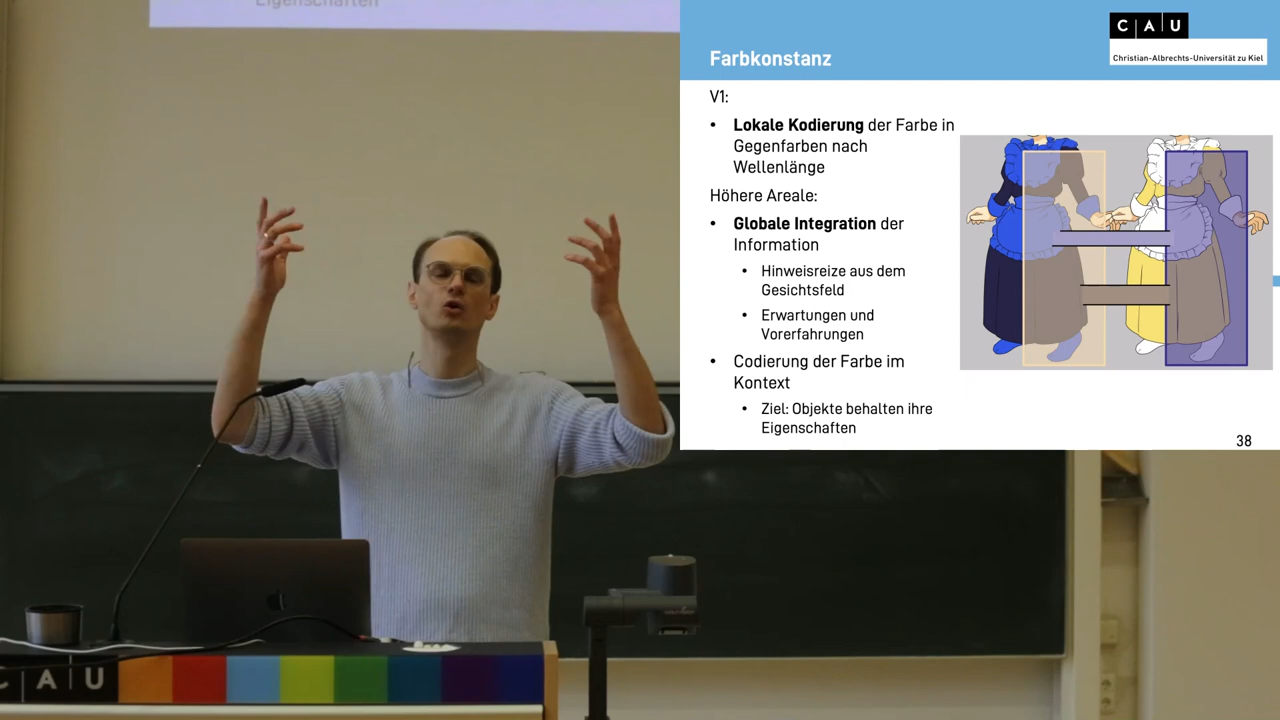 Eigenschaften
Farbkonstanz
C A U
Christian-Albrechts-Universität zu Kiel
V1:
• Lokale Kodierung der Farbe in
Gegenfarben nach
Wellenlänge
Höhere Areale:
• Globale Integration der
Information
• Hinweisreize aus dem
Gesichtsfeld
• Erwartungen und
Vorerfahrungen
• Codierung der Farbe im
Kontext
• Ziel: Objekte behalten ihre
Eigenschaften
38
C A U